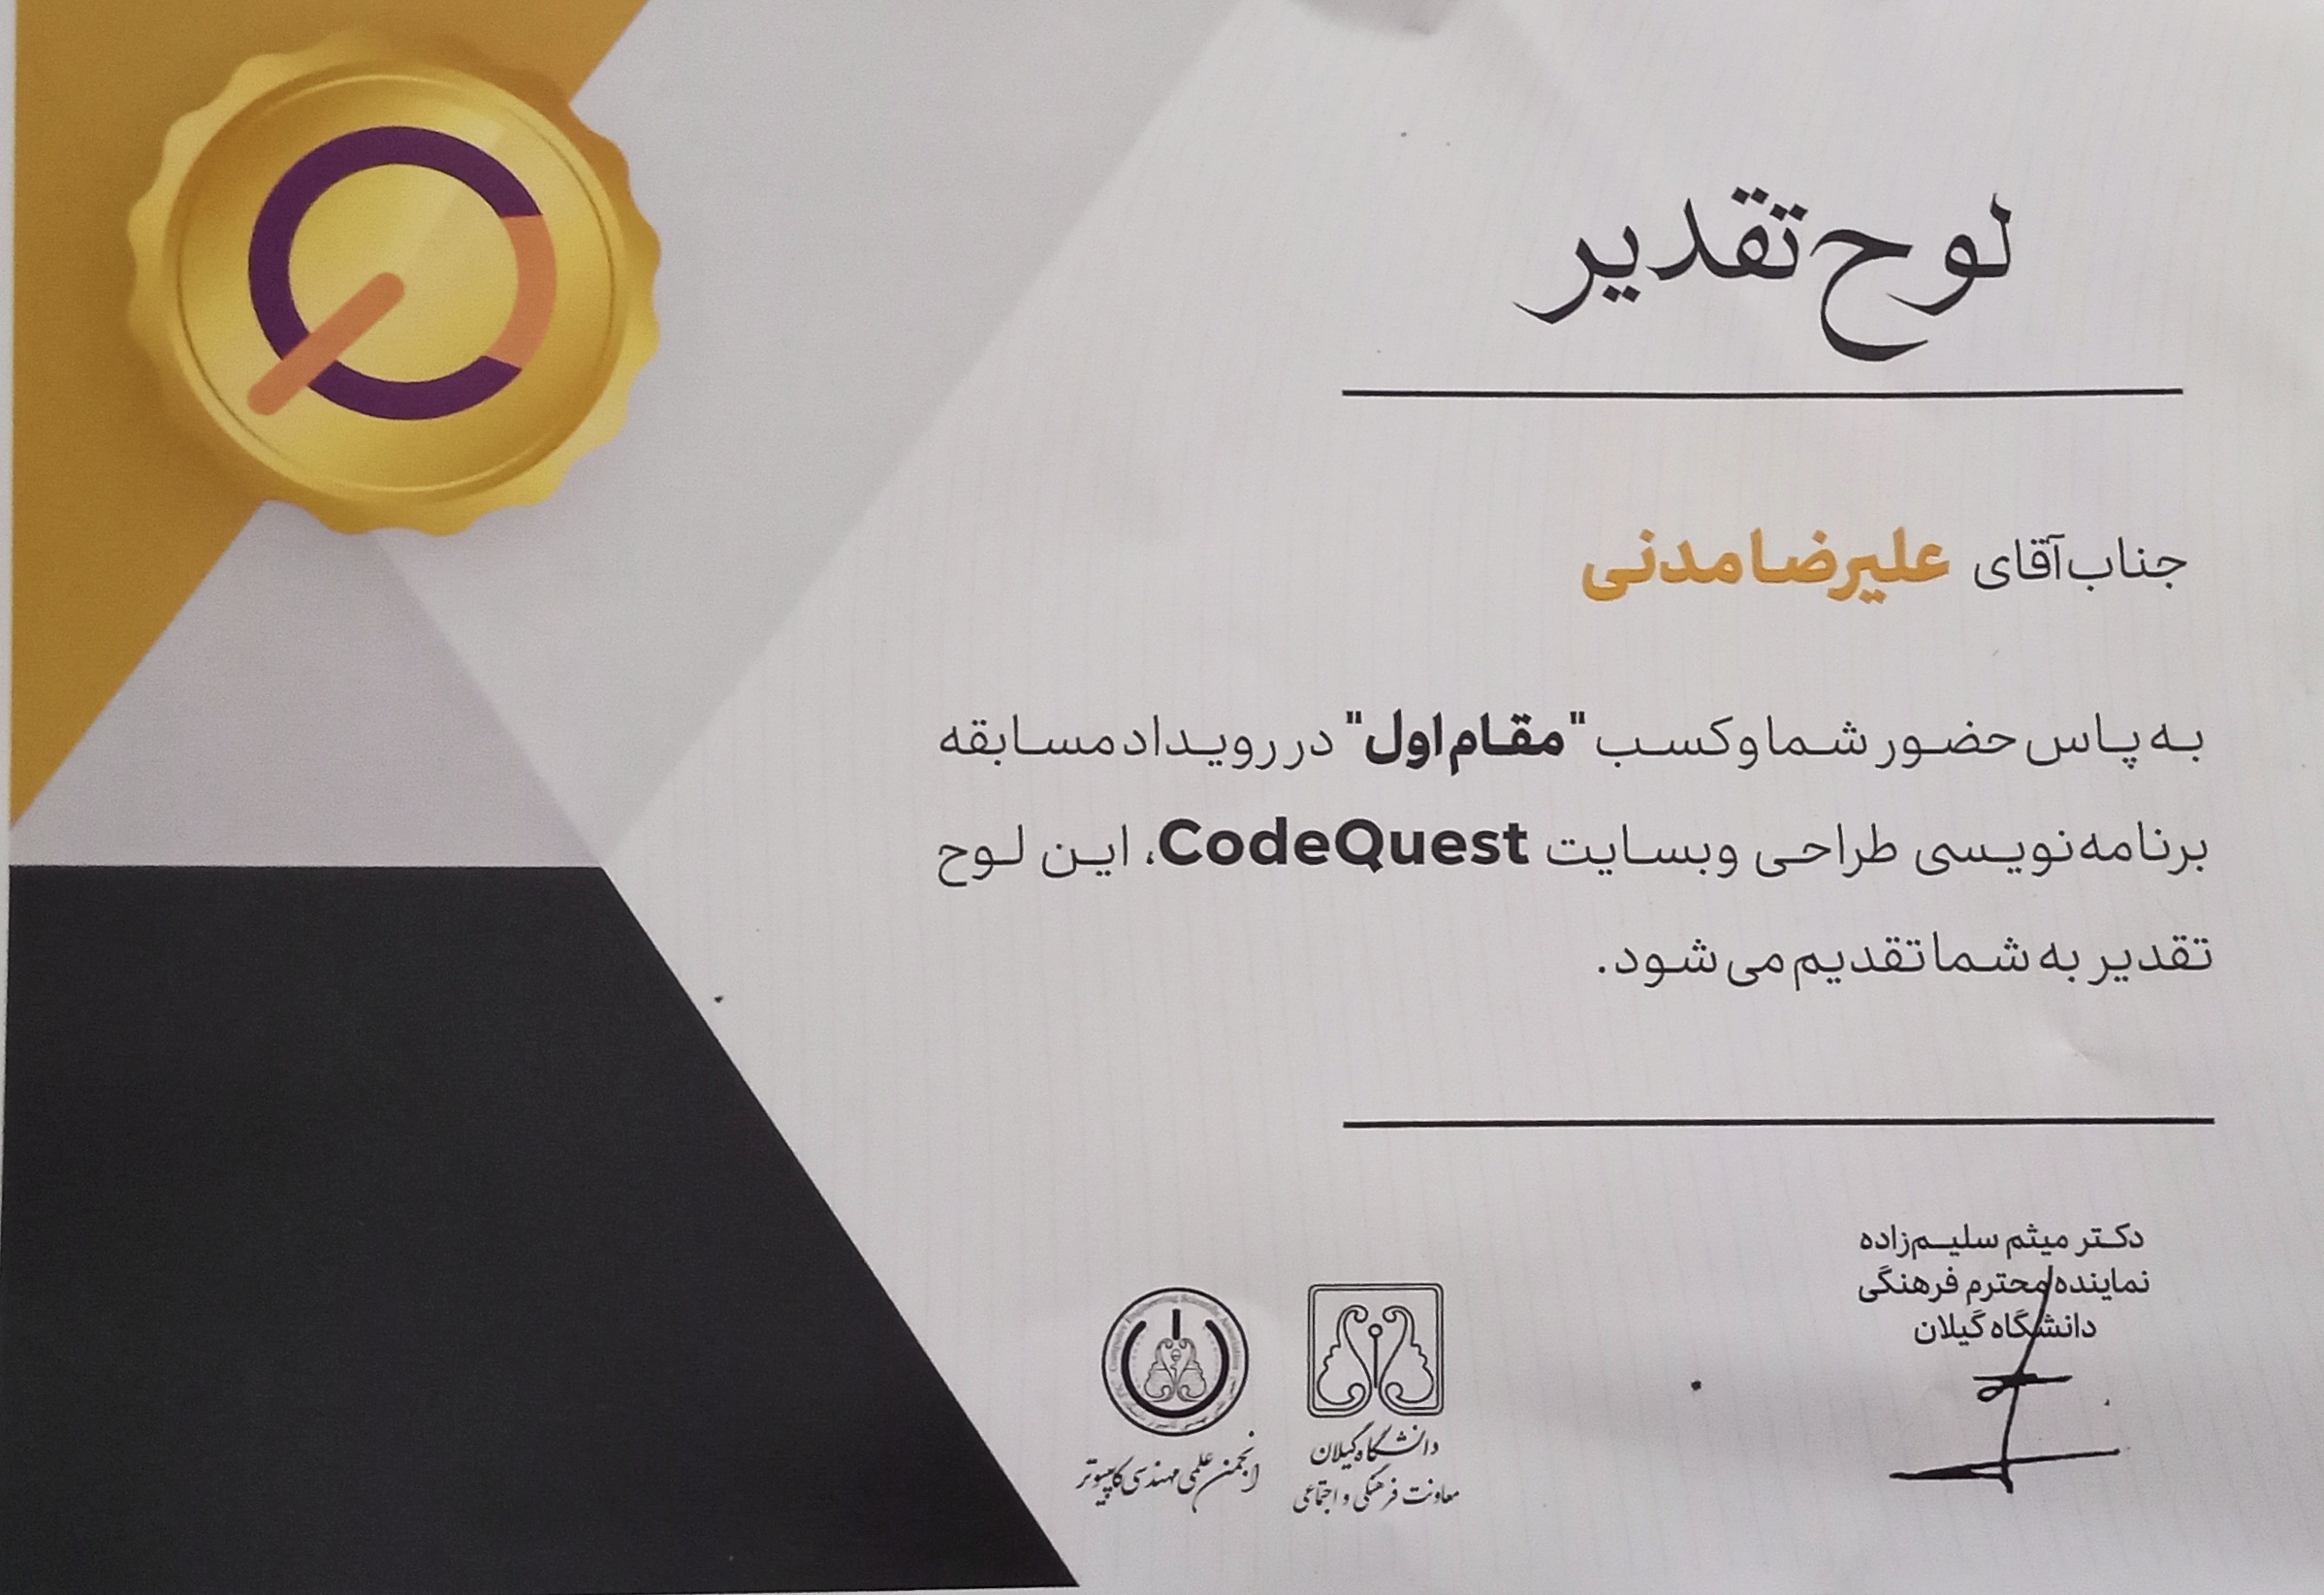 لوح تقدیر
جناب آقای علیرضا مدنی
به پاس حضور شما و کسب "مقام اول" در رویداد مسابقه
برنامه‌نویسی طراحی وبسایت CodeQuest، این لوح
تقدیر به شما تقدیم می‌شود.
دکتر میثم سلیم‌زاده
نماینده محترم فرهنگی
دانشگاه گیلان
دانشگاه گیلان
معاونت فرهنگی و اجتماعی
Computer Engineering Scientific Association
انجمن علمی مهندسی کامپیوتر